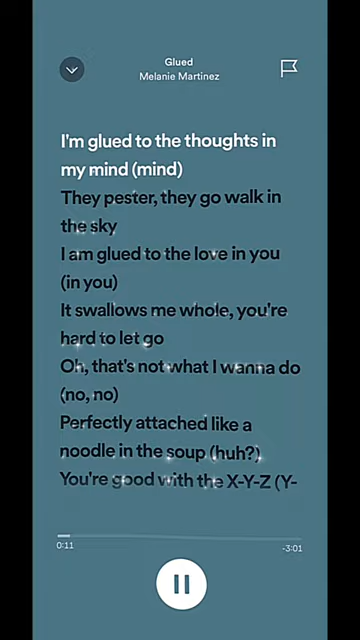 Glued
Melanie Martinez
I'm glued to the thoughts in
my mind (mind)
They pester, they go walk in
the sky
I am glued to the love in you
(in you)
It swallows me whole, you're
hard to let go
Oh, that's not what I wanna do
(no, no)
Perfectly attached like a
noodle in the soup (huh?)
You're good with the X-Y-Z (Y-
0:11
-3:01